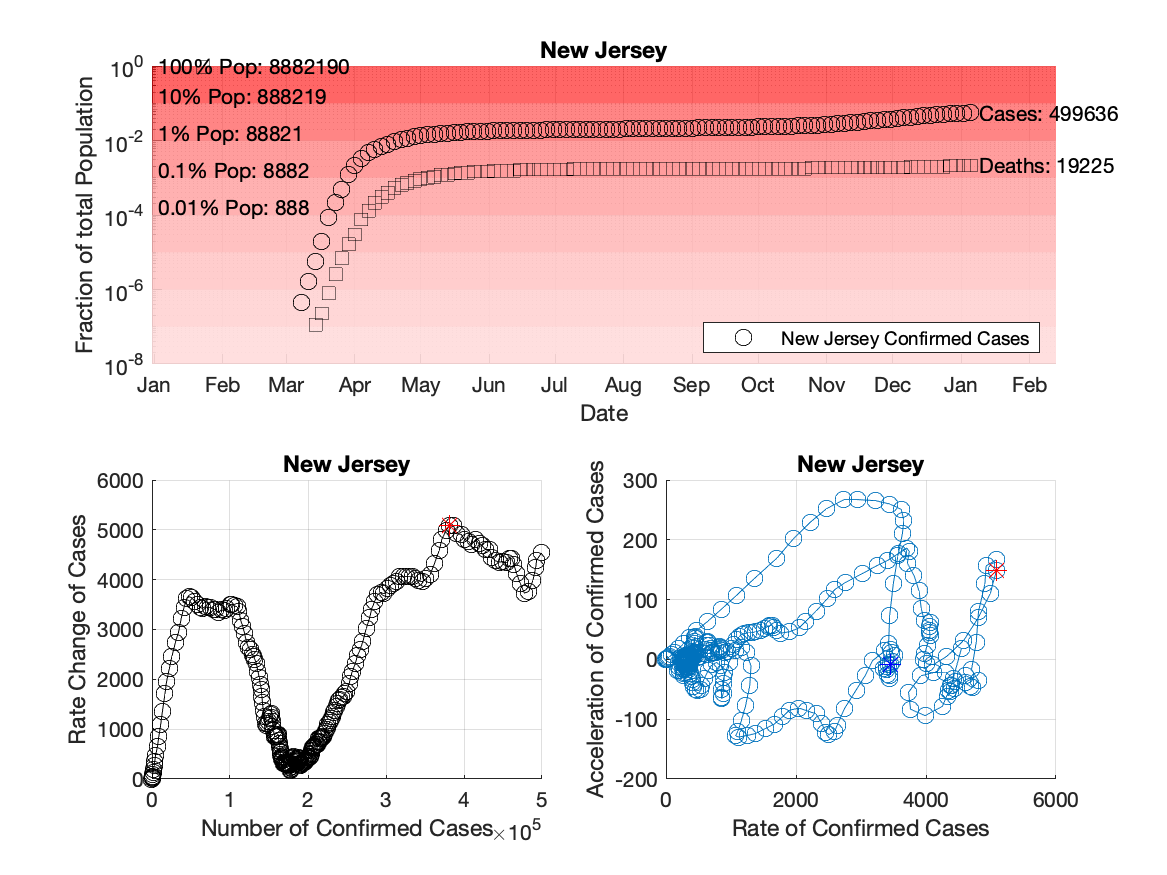 New Jersey
Fraction of total Population
10^0
10^-2
10^-4
10^-6
10^-8
100% Pop: 8882190
10% Pop: 888219
1% Pop: 88821
0.1% Pop: 8882
0.01% Pop: 888
Cases: 499636
Deaths: 19225
New Jersey Confirmed Cases
Jan Feb Mar Apr May Jun Jul Aug Sep Oct Nov Dec Jan Feb
Date
New Jersey
Rate Change of Cases
6000
5000
4000
3000
2000
1000
0
0 1 2 3 4 5
Number of Confirmed Cases ×10^5
New Jersey
Acceleration of Confirmed Cases
300
200
100
0
-100
-200
0 2000 4000 6000
Rate of Confirmed Cases